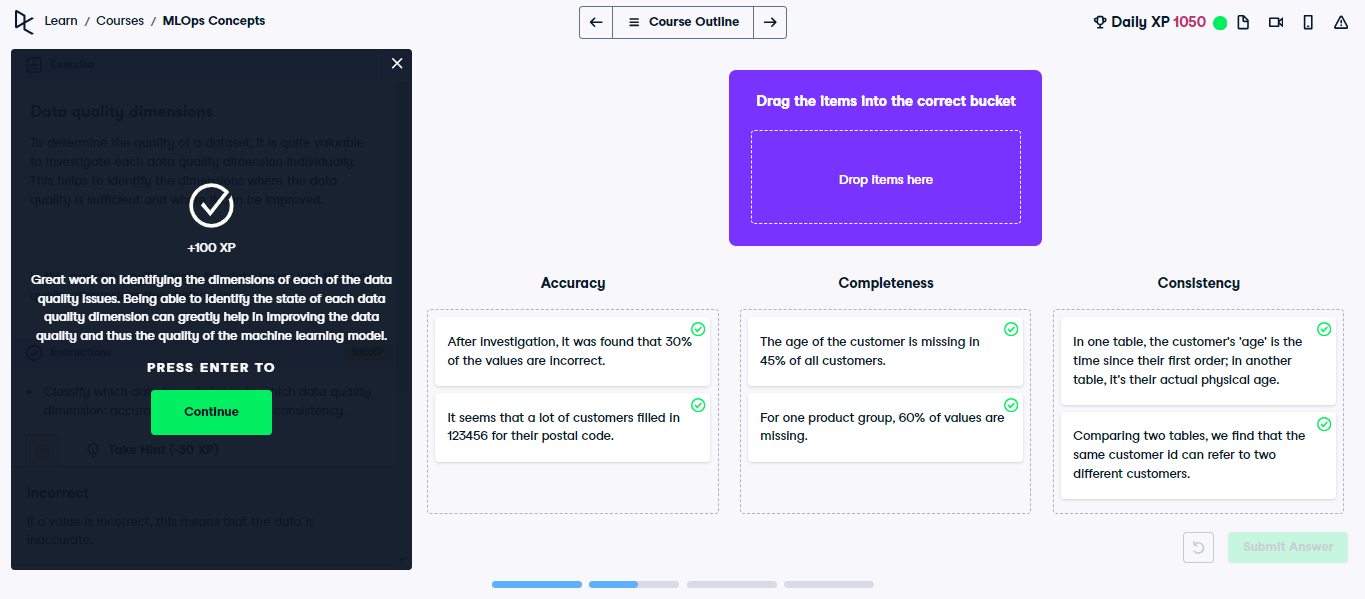 Learn / Courses / MLOps Concepts
Course Outline
Daily XP 1050
Exercise
Data quality dimensions
To determine the quality of a dataset, it is quite valuable
to investigate each data quality dimension individually.
This helps to identify the dimensions where the data
quality is sufficient and can be improved.
+100 XP
Great work on identifying the dimensions of each of the data
quality issues. Being able to identify the state of each data
quality dimension can greatly help in improving the data
quality and thus the quality of the machine learning model.
Instructions
100XP
PRESS ENTER TO
Classify which data quality
dimension: consistency.
Continue
Take Hint (-30 XP)
Incorrect
If a value is incorrect, this means that the data is
inaccurate.
Drag the items into the correct bucket
Drop items here
Accuracy
After investigation, it was found that 30%
of the values are incorrect.
It seems that a lot of customers filled in
123456 for their postal code.
Completeness
The age of the customer is missing in
45% of all customers.
For one product group, 60% of values are
missing.
Consistency
In one table, the customer's 'age' is the
time since their first order; in another
table, it's their actual physical age.
Comparing two tables, we find that the
same customer id can refer to two
different customers.
Submit Answer